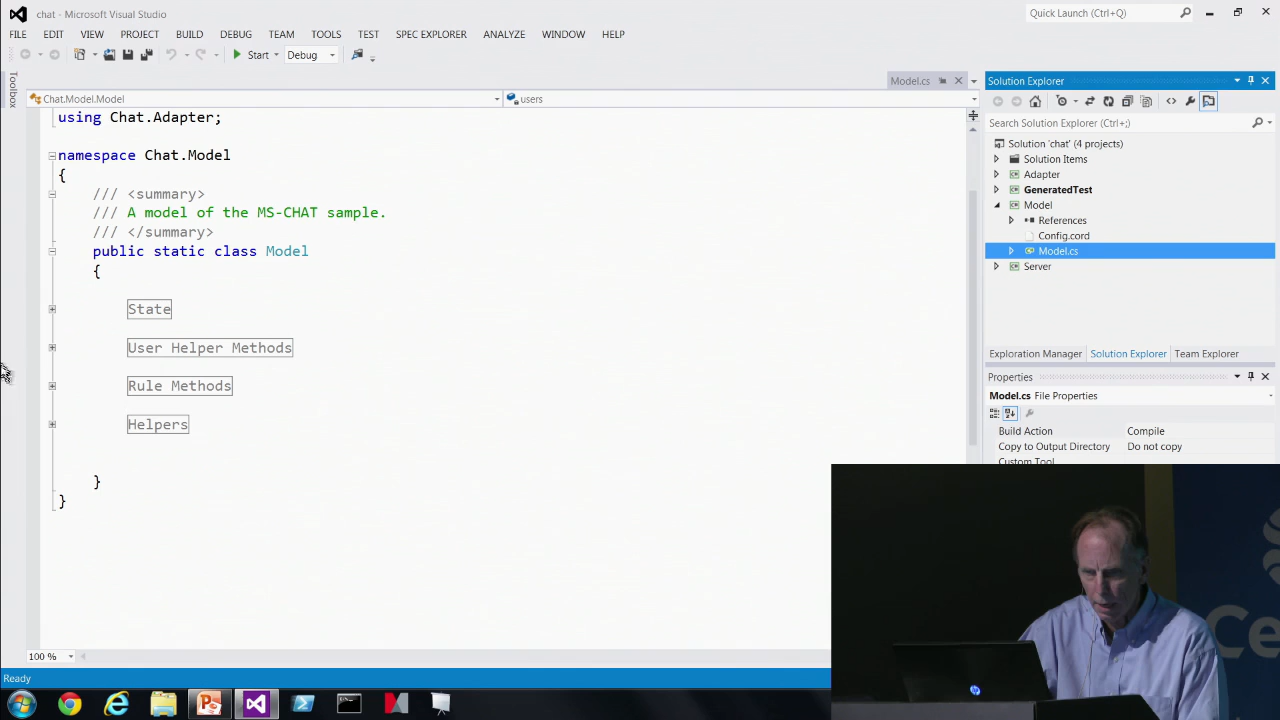 chat - Microsoft Visual Studio
Quick Launch (Ctrl+Q)
FILE EDIT VIEW PROJECT BUILD DEBUG TEAM TOOLS TEST SPEC EXPLORER ANALYZE WINDOW HELP
Start Debug
Toolbox
Model.cs
Chat.Model.Model
users
using Chat.Adapter;
namespace Chat.Model
{
/// <summary>
/// A model of the MS-CHAT sample.
/// </summary>
public static class Model
{
State
User Helper Methods
Rule Methods
Helpers
}
}
100 %
Ready
Solution Explorer
Search Solution Explorer (Ctrl+;)
Solution 'chat' (4 projects)
Solution Items
Adapter
GeneratedTest
Model
References
Config.cord
Model.cs
Server
Exploration Manager Solution Explorer Team Explorer
Properties
Model.cs File Properties
Build Action Compile
Copy to Output Directory Do not copy
Custom Tool
hp
Ce